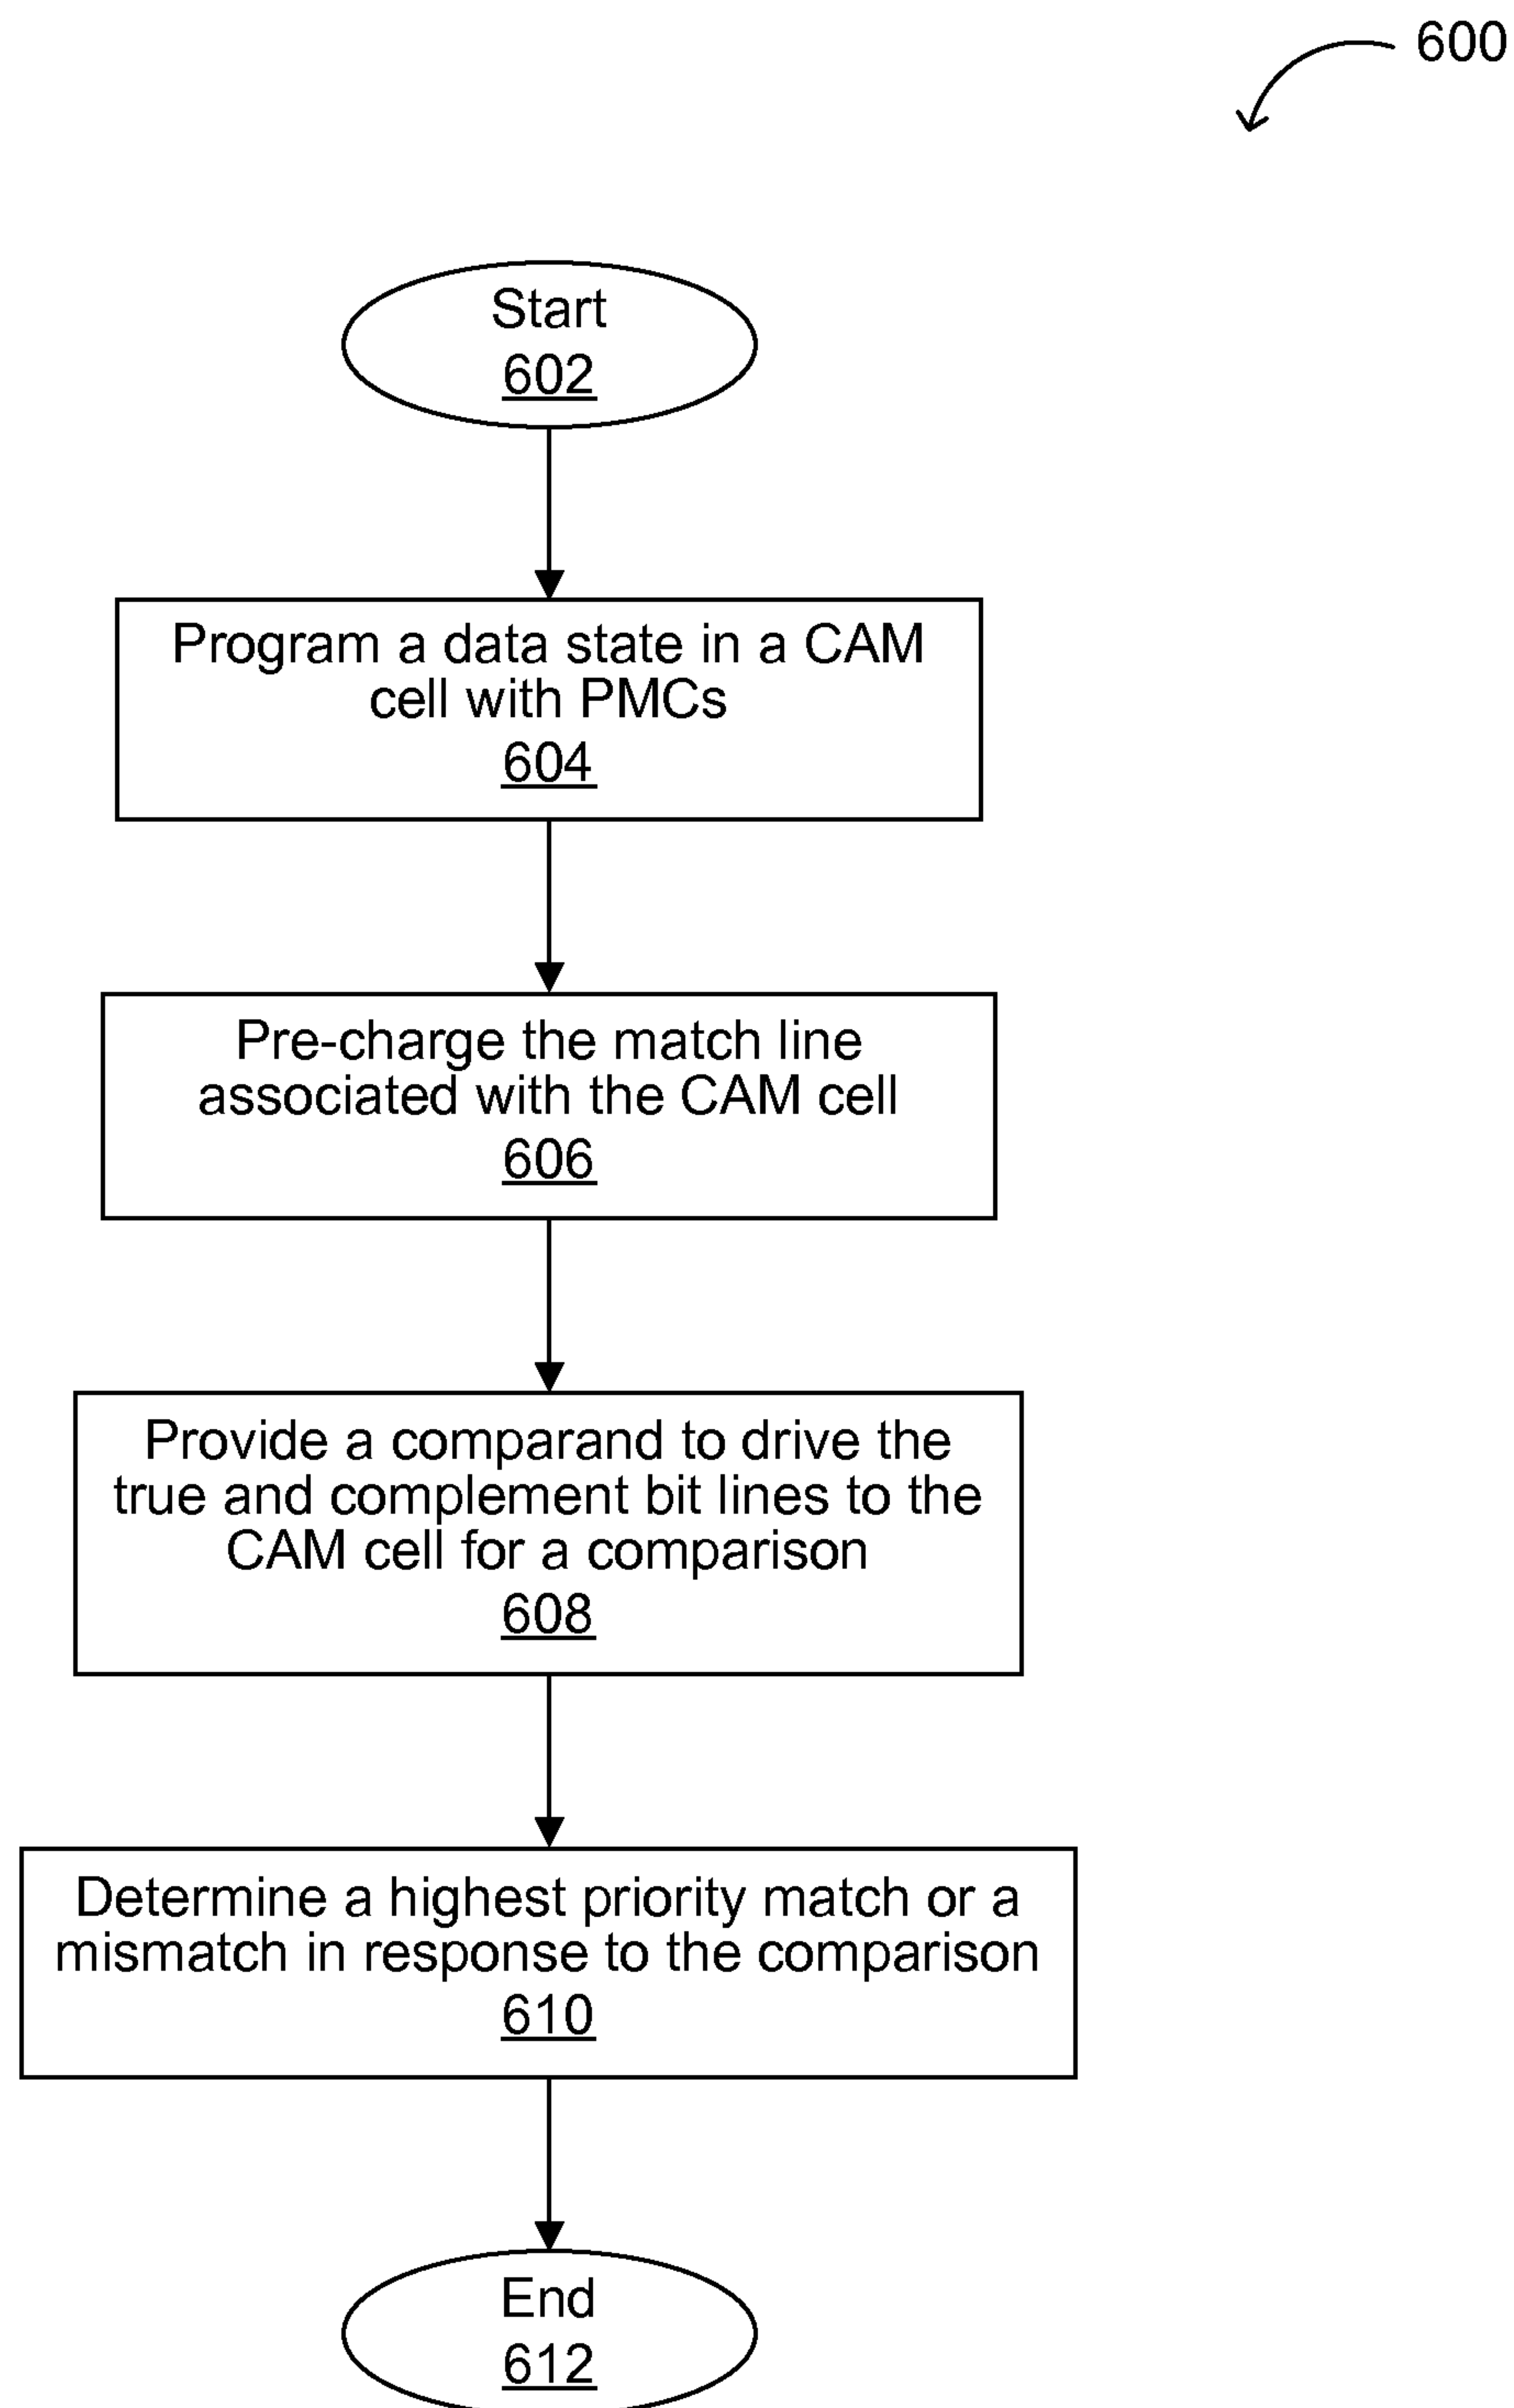 600
Start
602
Program a data state in a CAM
cell with PMCs
604
Pre-charge the match line
associated with the CAM cell
606
Provide a comparand to drive the
true and complement bit lines to the
CAM cell for a comparison
608
Determine a highest priority match or a
mismatch in response to the comparison
610
End
612